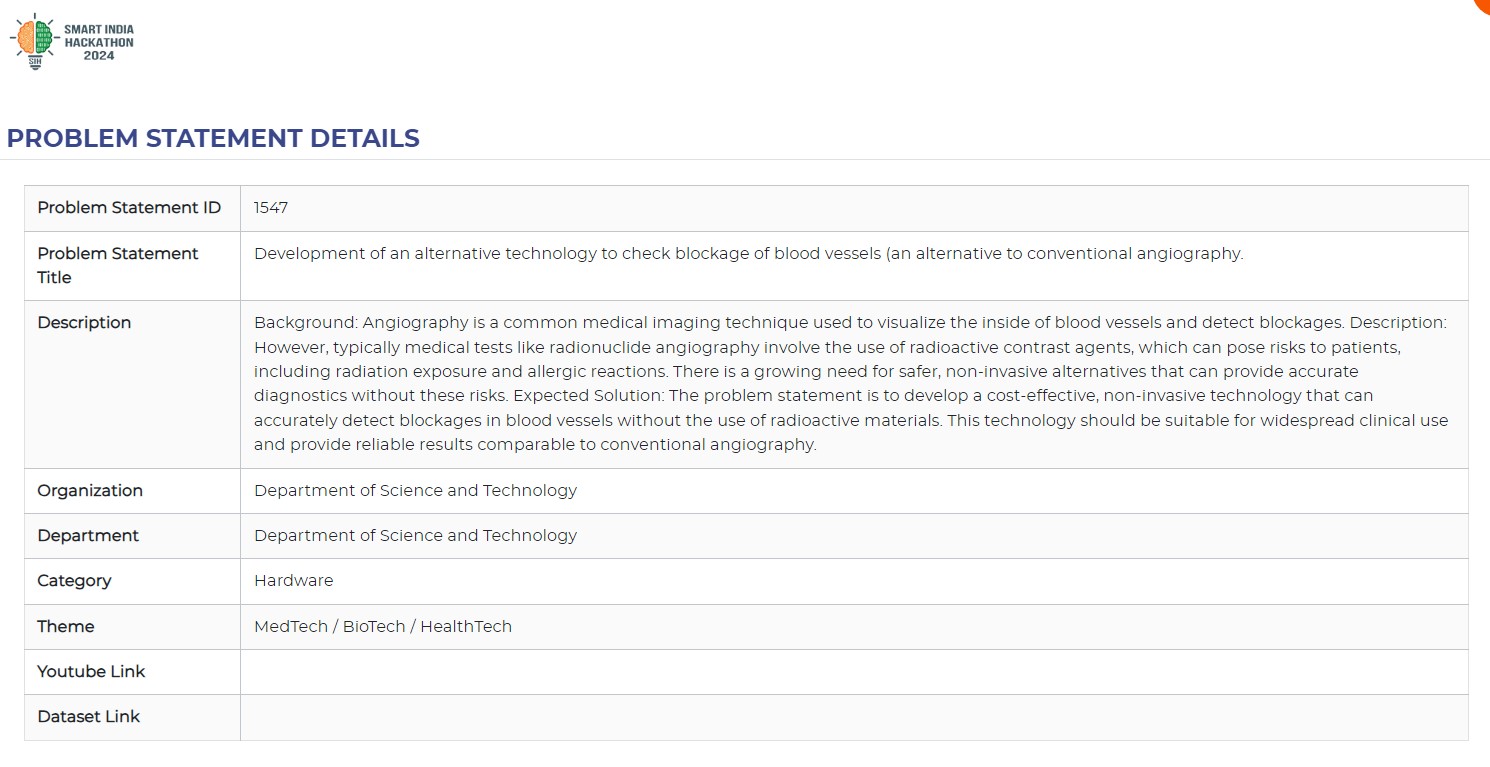 SMART INDIA
HACKATHON
2024
SIH
PROBLEM STATEMENT DETAILS
Problem Statement ID 1547
Problem Statement Title Development of an alternative technology to check blockage of blood vessels (an alternative to conventional angiography.
Description Background: Angiography is a common medical imaging technique used to visualize the inside of blood vessels and detect blockages. Description:
However, typically medical tests like radionuclide angiography involve the use of radioactive contrast agents, which can pose risks to patients,
including radiation exposure and allergic reactions. There is a growing need for safer, non-invasive alternatives that can provide accurate
diagnostics without these risks. Expected Solution: The problem statement is to develop a cost-effective, non-invasive technology that can
accurately detect blockages in blood vessels without the use of radioactive materials. This technology should be suitable for widespread clinical use
and provide reliable results comparable to conventional angiography.
Organization Department of Science and Technology
Department Department of Science and Technology
Category Hardware
Theme MedTech / BioTech / HealthTech
Youtube Link
Dataset Link